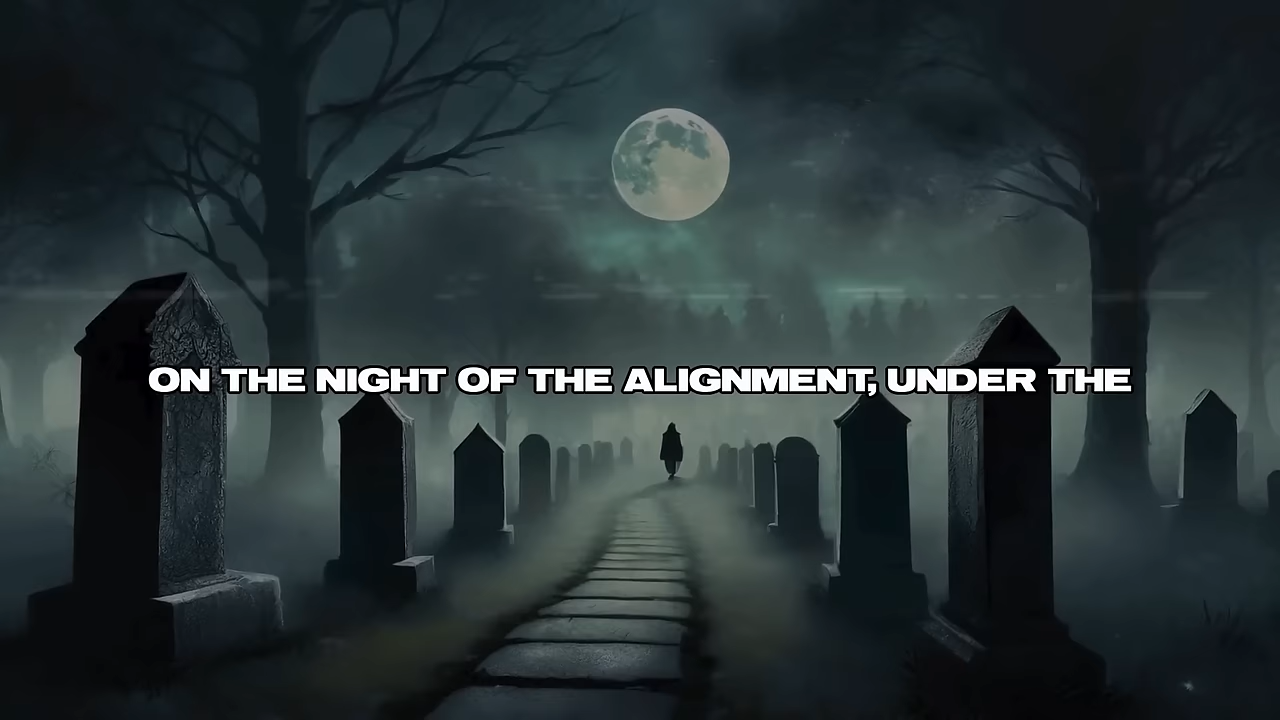 ON THE NIGHT OF THE ALIGNMENT, UNDER THE